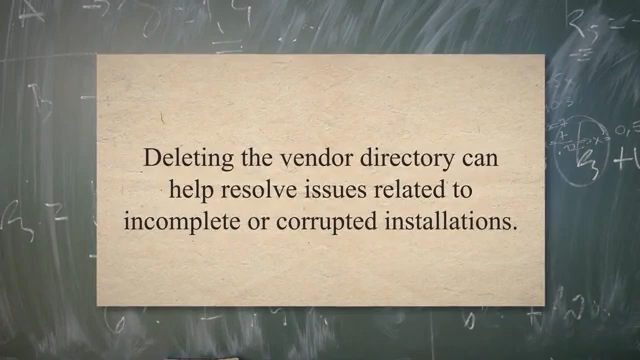 Deleting the vendor directory can
help resolve issues related to
incomplete or corrupted installations.